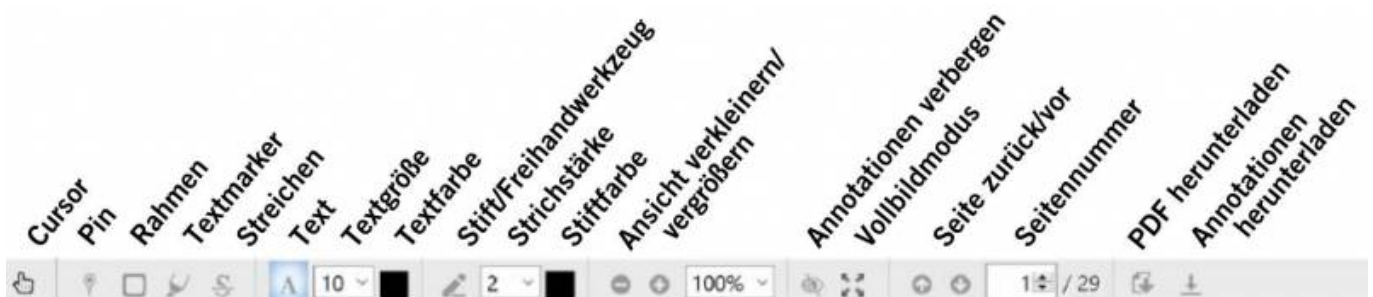 Cursor
Pin
Rahmen
Textmarker
Streichen
Text
Textgröße
Textfarbe
Stift/Freihandwerkzeug
Strichstärke
Stiftfarbe
Ansicht verkleinern/
vergrößern
Annotationen verbergen
Vollbildmodus
Seite zurück/vor
Seitennummer
PDF herunterladen
Annotationen
herunterladen
S A 10 2 100% 1 / 29